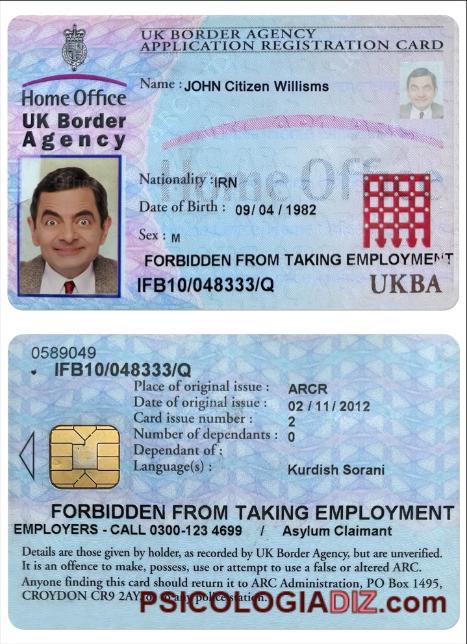 UK BORDER AGENCY
APPLICATION REGISTRATION CARD
Home Office
UK Border
Agency
Name : JOHN Citizen Willisms
Home Office
Nationality : IRN
Date of Birth : 09/ 04 / 1982
Sex : M
FORBIDDEN FROM TAKING EMPLOYMENT
IFB10/048333/Q
UKBA
0589049
IFB10/048333/Q
Place of original issue : ARCR
Date of original issue : 02 / 11 / 2012
Card issue number : 2
Number of dependants : 0
Dependant of :
Language(s) : Kurdish Sorani
FORBIDDEN FROM TAKING EMPLOYMENT
EMPLOYERS - CALL 0300-123 4699 / Asylum Claimant
Details are those given by holder, as recorded by UK Border Agency, but are unverified.
It is an offence to make, possess, use or attempt to use a false or altered ARC.
Anyone finding this card should return it to ARC Administration, PO Box 1495,
CROYDON CR9 2AY or to any police station.
PSICOLOGIADIZ.com